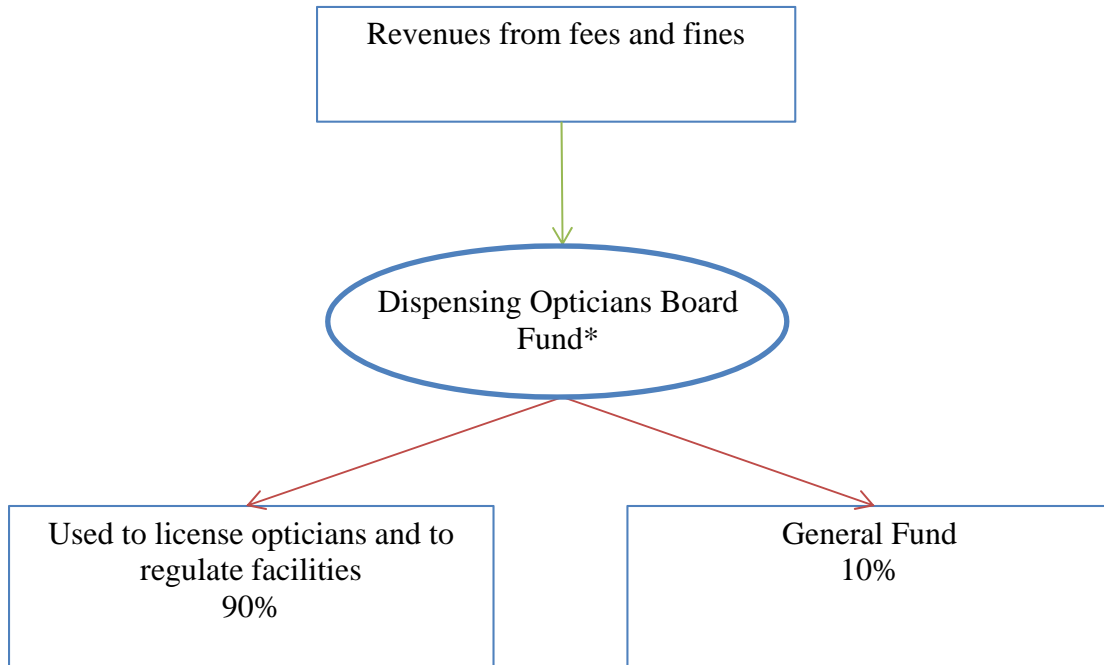 Revenues from fees and fines
Dispensing Opticians Board
Fund*
Used to license opticians and to
regulate facilities
90%
General Fund
10%